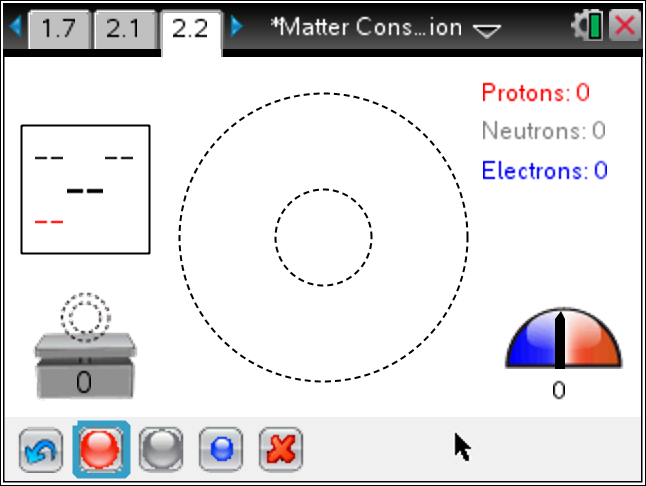 1.7 2.1 2.2 *Matter Cons...ion
Protons: 0
Neutrons: 0
Electrons: 0
-- --
--
--
0
0